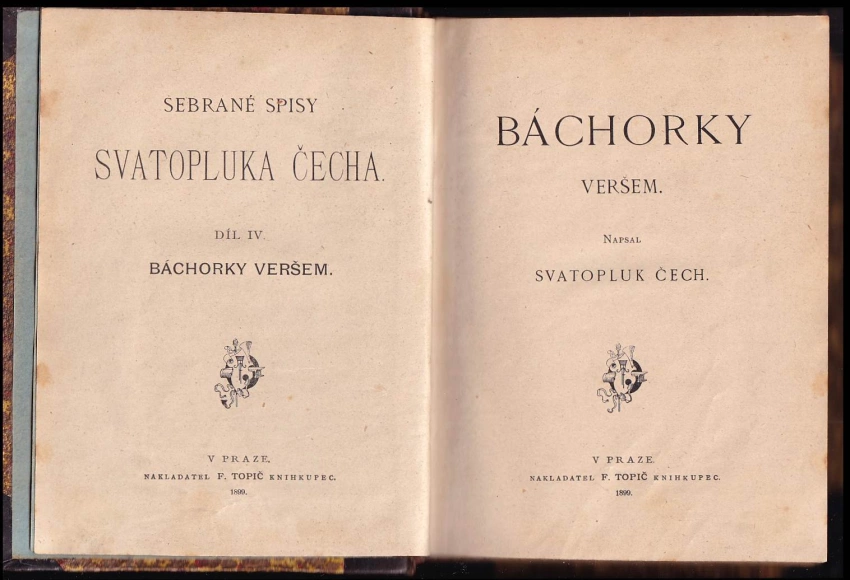 SEBRANÉ SPISY
SVATOPLUKA ČECHA.
DÍL IV.
BÁCHORKY VERŠEM.
V PRAZE.
NAKLADATEL F. TOPIČ KNIHKUPEC.
1899.
BÁCHORKY
VERŠEM.
NAPSAL
SVATOPLUK ČECH.
V PRAZE.
NAKLADATEL F. TOPIČ KNIHKUPEC.
1899.